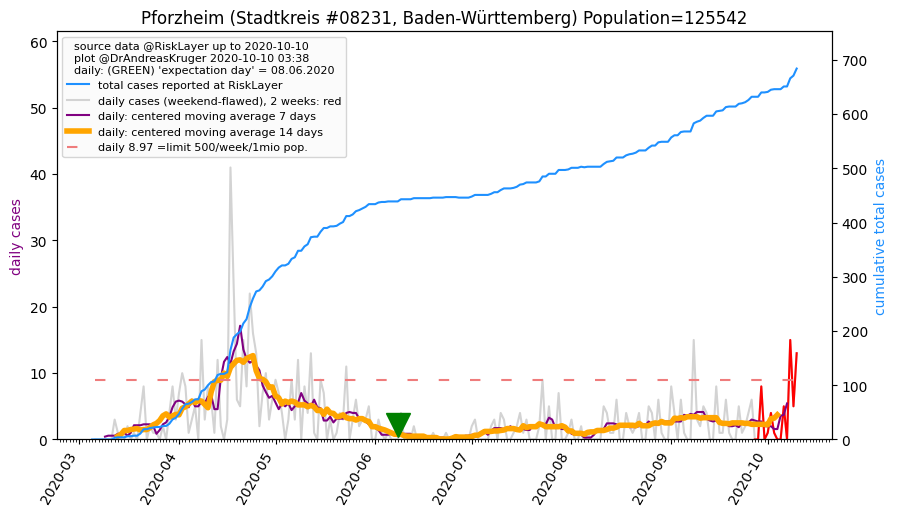 Pforzheim (Stadtkreis #08231, Baden-Württemberg) Population=125542
source data @RiskLayer up to 2020-10-10
plot @DrAndreasKruger 2020-10-10 03:38
daily: (GREEN) 'expectation day' = 08.06.2020
total cases reported at RiskLayer
daily cases (weekend-flawed), 2 weeks: red
daily: centered moving average 7 days
daily: centered moving average 14 days
daily 8.97 =limit 500/week/1mio pop.
daily cases
60
50
40
30
20
10
0
700
600
500
400
300
200
100
0
cumulative total cases
2020-03
2020-04
2020-05
2020-06
2020-07
2020-08
2020-09
2020-10